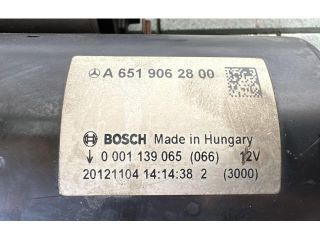 A 651 906 28 00
BOSCH Made in Hungary
0 001 139 065 (066) 12V
20121104 14:14:38 2 (3000)